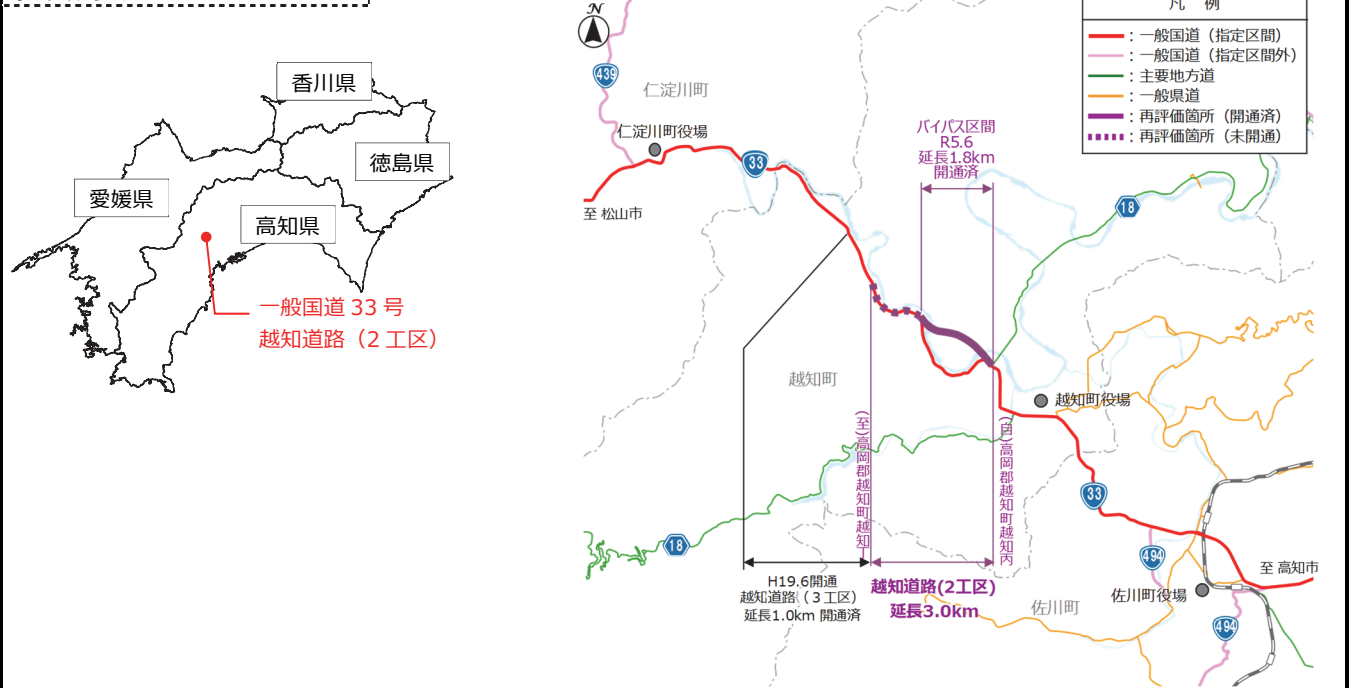 香川県
徳島県
愛媛県
高知県
一般国道 33 号
越知道路（2 工区）
N
凡 例
：一般国道（指定区間）
：一般国道（指定区間外）
：主要地方道
：一般県道
：再評価箇所（開通済）
：再評価箇所（未開通）
439
仁淀川町
仁淀川町役場
33
至 松山市
バイパス区間
R5.6
延長1.8km
開通済
18
越知町
越知町役場
(至)高岡郡越知町越知丁
(自)高岡郡越知町越知丙
33
18
494
至 高知市
H19.6開通
越知道路（３工区）
延長1.0km 開通済
越知道路(2工区)
延長3.0km
佐川町
佐川町役場
494